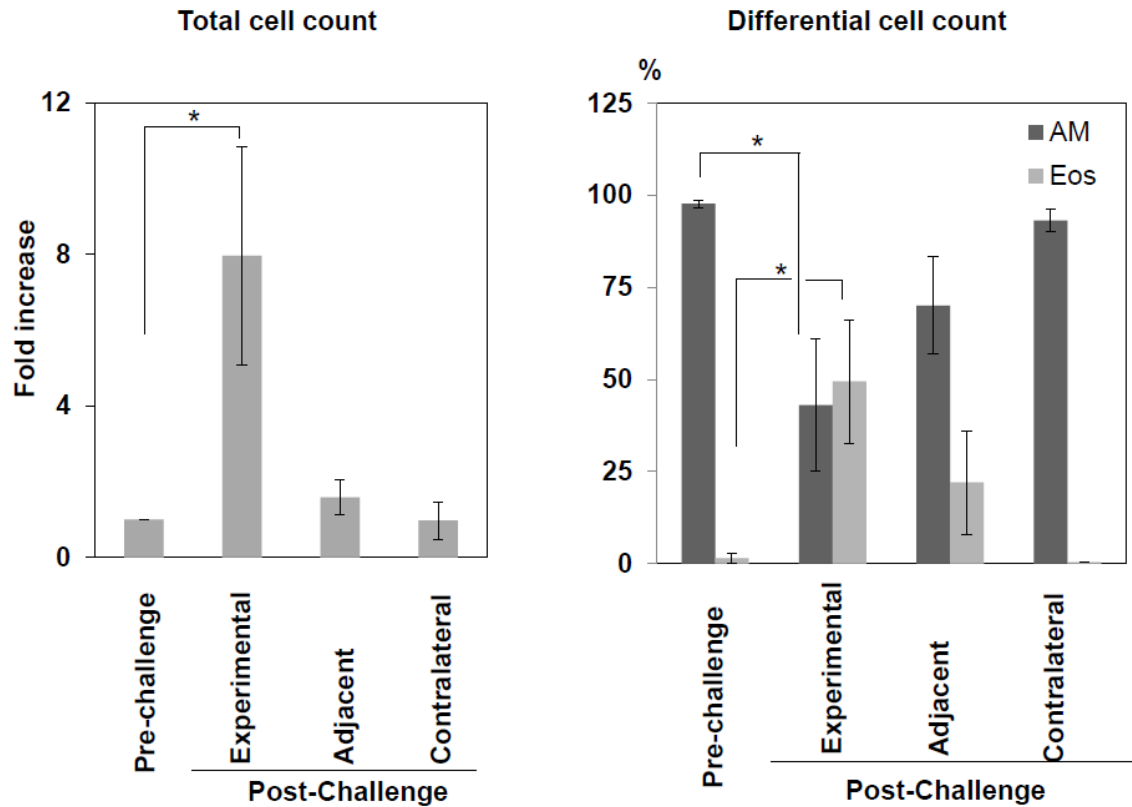 Total cell count
Fold increase
12
8
4
0
*
Pre-challenge
Experimental
Adjacent
Contralateral
Post-Challenge
Differential cell count
%
125
100
75
50
25
0
AM
Eos
*
*
Pre-challenge
Experimental
Adjacent
Contralateral
Post-Challenge